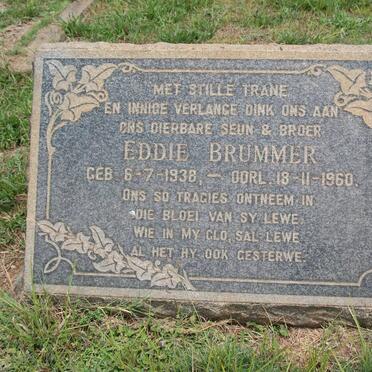 MET STILLE TRANE
EN INNIGE VERLANGE DINK ONS AAN
ONS DIERBARE SEUN & BROER
EDDIE BRUMMER
GEB. 6-7-1938, — OORL. 18-11-1960.
ONS SO TRAGIES ONTNEEM IN
DIE BLOEI VAN SY LEWE.
WIE IN MY GLO, SAL LEWE
AL HET HY OOK GESTERWE.